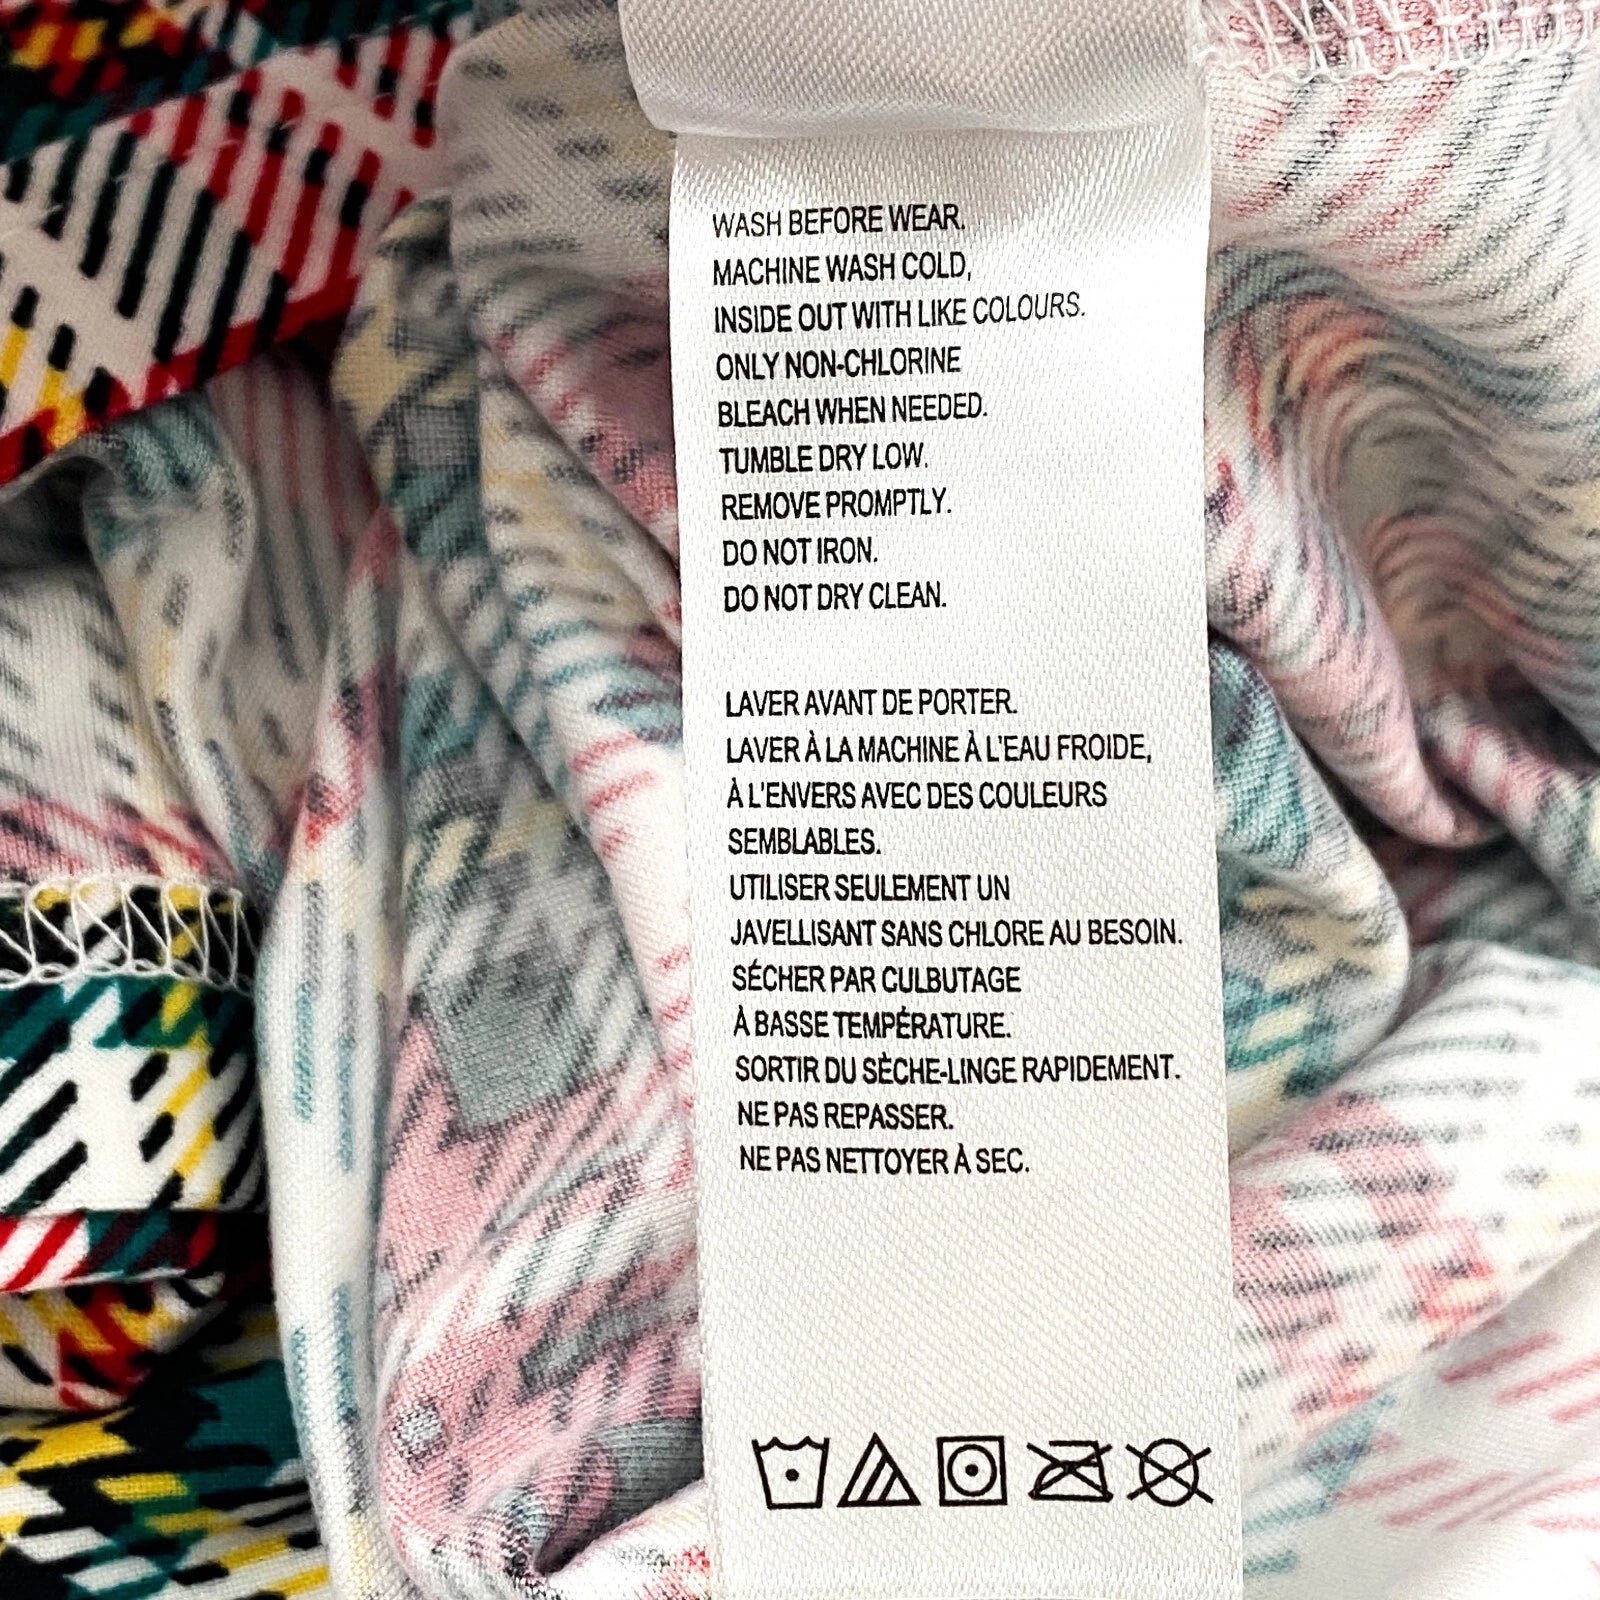 WASH BEFORE WEAR.
MACHINE WASH COLD,
INSIDE OUT WITH LIKE COLOURS.
ONLY NON-CHLORINE
BLEACH WHEN NEEDED.
TUMBLE DRY LOW.
REMOVE PROMPTLY.
DO NOT IRON.
DO NOT DRY CLEAN.
LAVER AVANT DE PORTER.
LAVER À LA MACHINE À L'EAU FROIDE,
À L'ENVERS AVEC DES COULEURS
SEMBLABLES.
UTILISER SEULEMENT UN
JAVELLISANT SANS CHLORE AU BESOIN.
SÉCHER PAR CULBUTAGE
À BASSE TEMPÉRATURE.
SORTIR DU SÈCHE-LINGE RAPIDEMENT.
NE PAS REPASSER.
NE PAS NETTOYER À SEC.